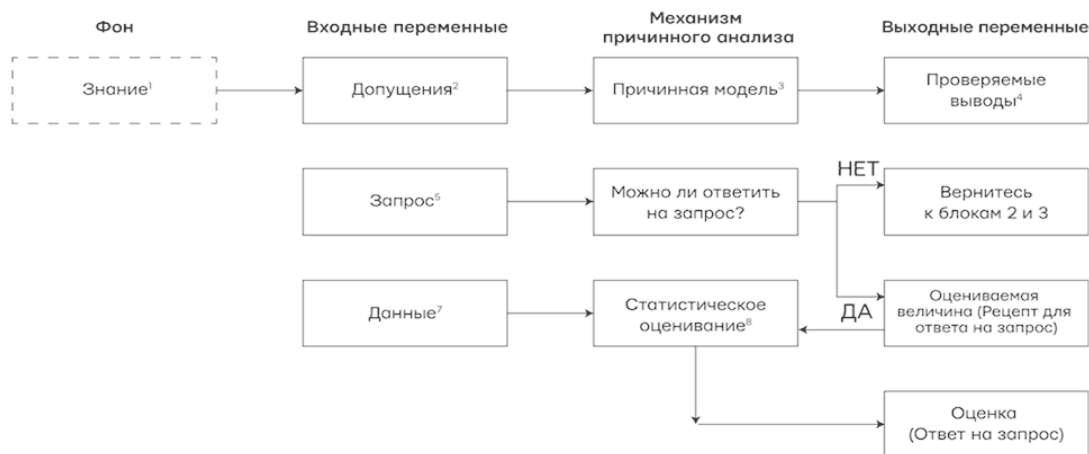 Фон
Входные переменные
Механизм
причинного анализа
Выходные переменные
Знание¹
Допущения²
Причинная модель³
Проверяемые
выводы⁴
Запрос⁵
Можно ли ответить
на запрос?
НЕТ
Вернитесь
к блокам 2 и 3
Данные⁷
Статистическое
оценивание⁸
ДА
Оцениваемая
величина (Рецепт для
ответа на запрос)
Оценка
(Ответ на запрос)